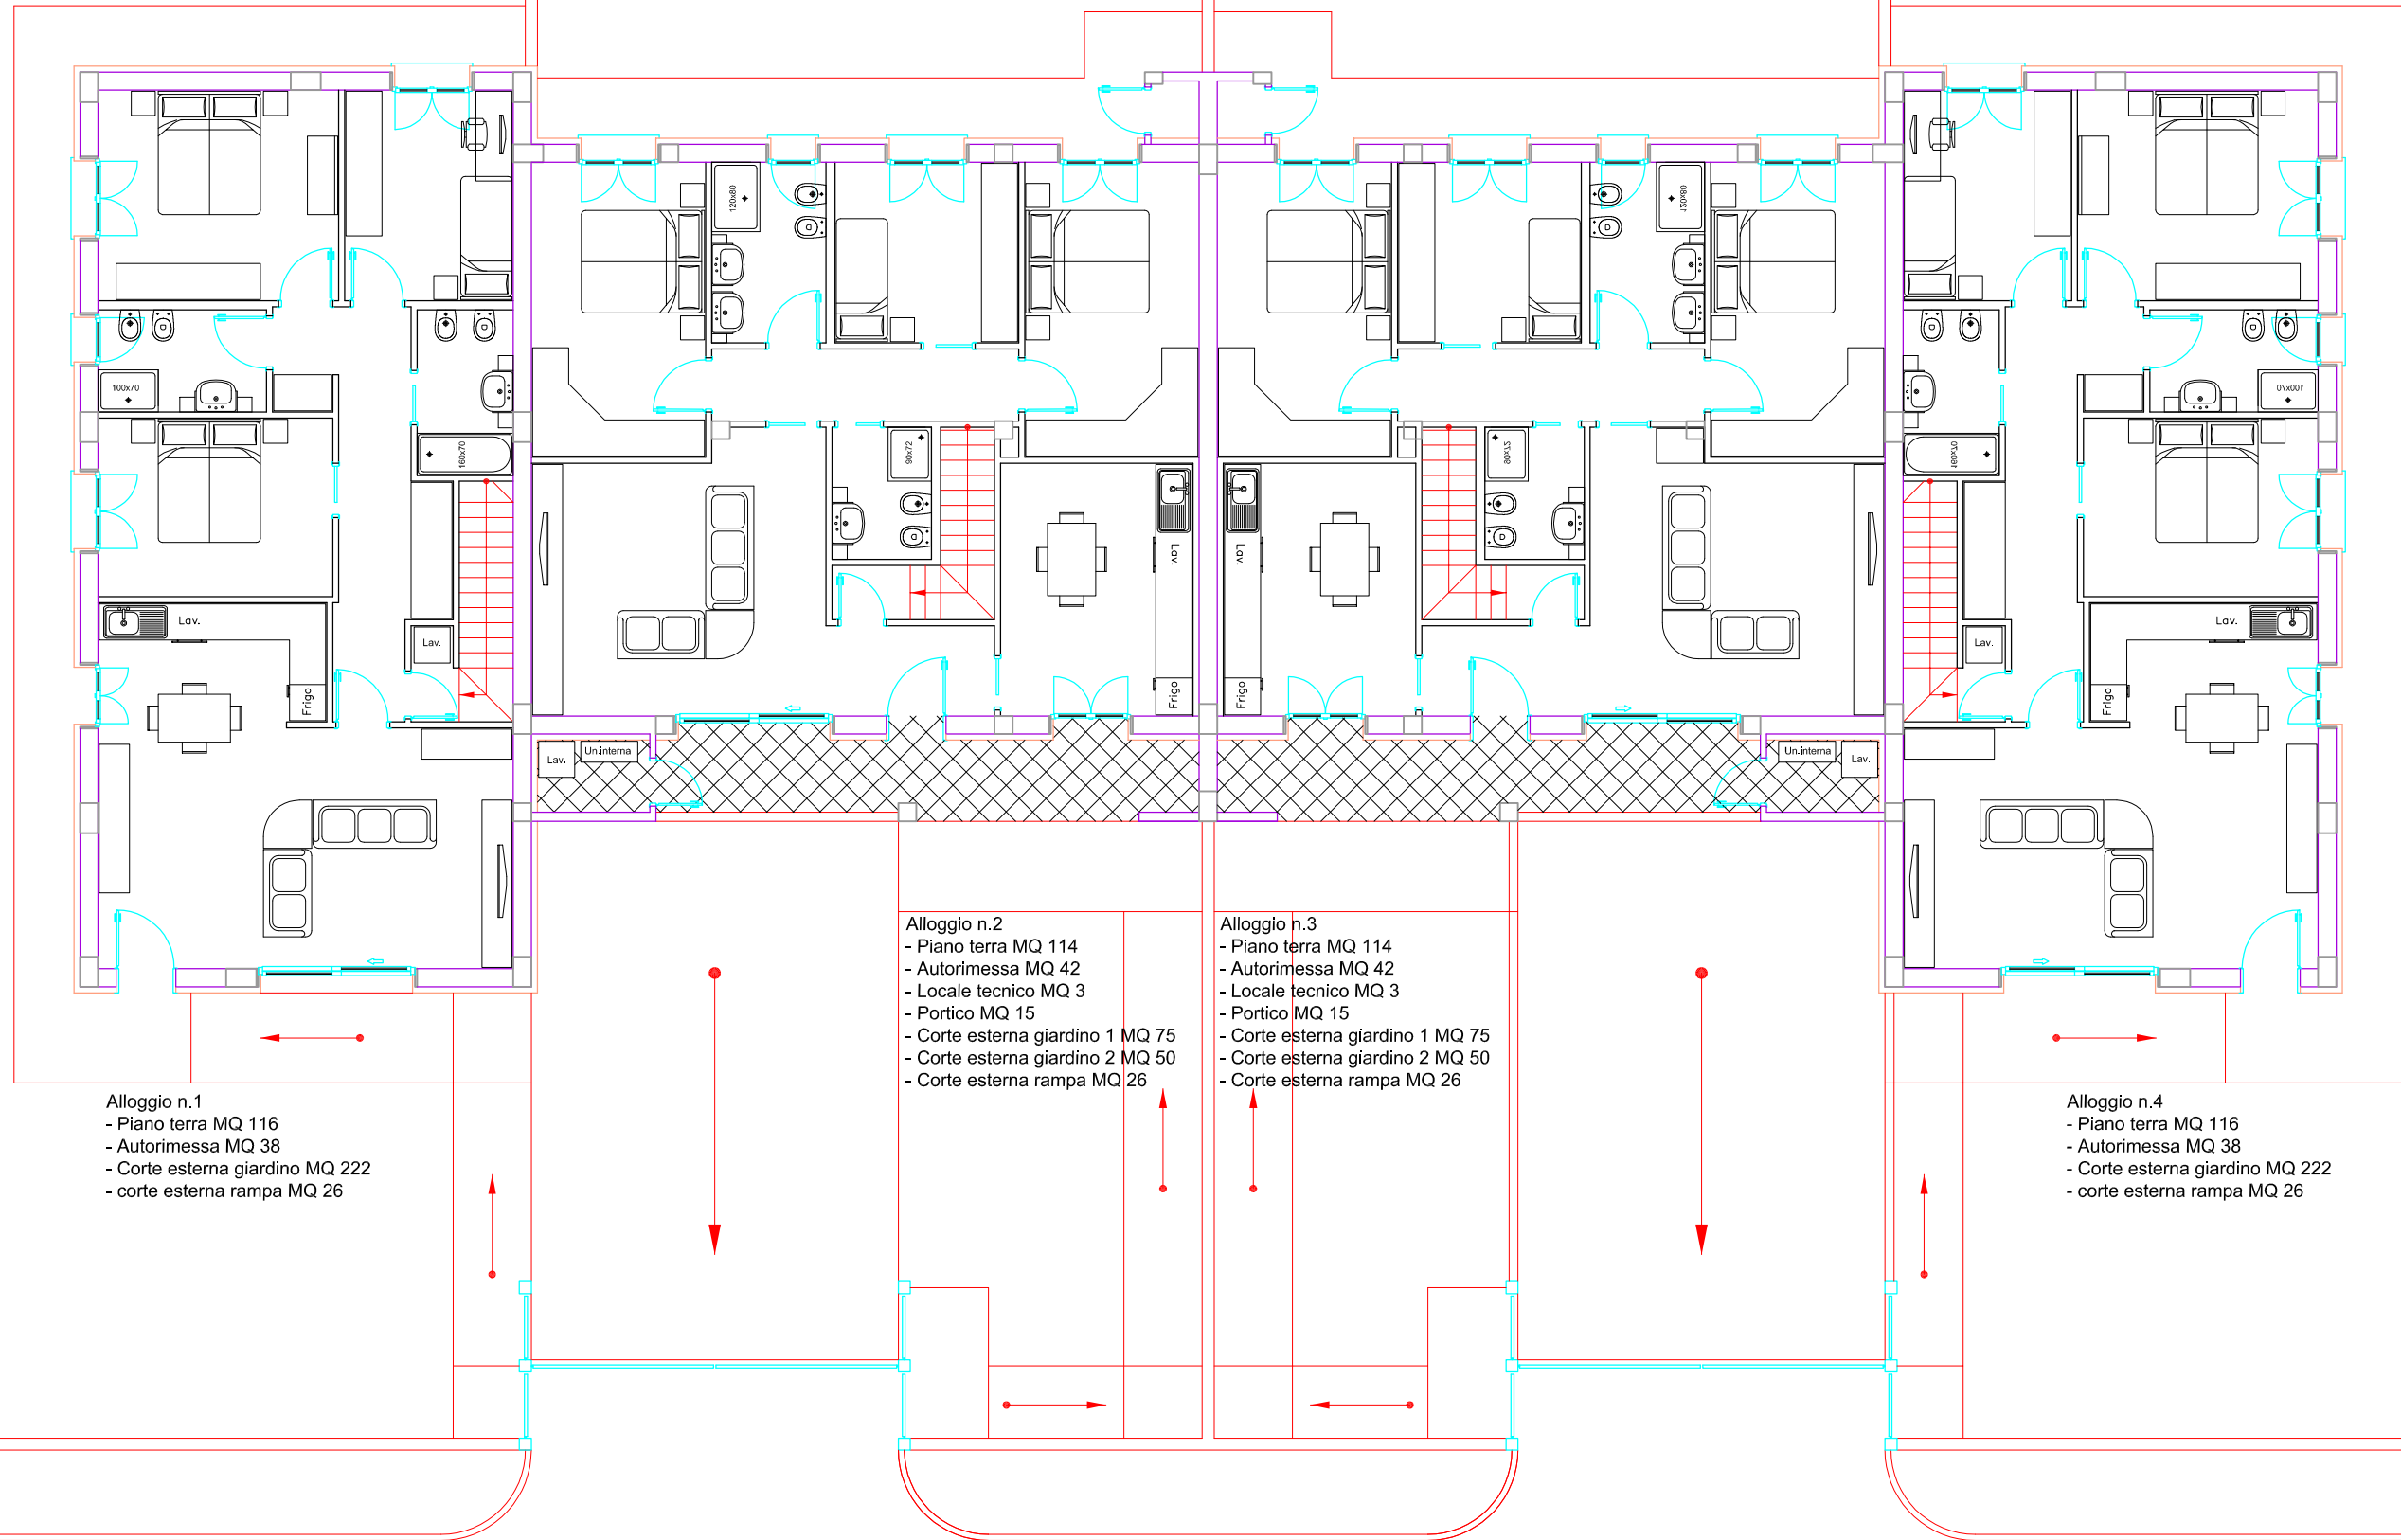 120x80
120x80
100x70
160x70
90x72
90x72
160x70
100x70
Lav.
Lav.
Lav.
Lav.
Lav.
Lav.
Frigo
Frigo
Frigo
Frigo
Lav.
Un.interna
Un.interna
Lav.
Alloggio n.2
- Piano terra MQ 114
- Autorimessa MQ 42
- Locale tecnico MQ 3
- Portico MQ 15
- Corte esterna giardino 1 MQ 75
- Corte esterna giardino 2 MQ 50
- Corte esterna rampa MQ 26
Alloggio n.3
- Piano terra MQ 114
- Autorimessa MQ 42
- Locale tecnico MQ 3
- Portico MQ 15
- Corte esterna giardino 1 MQ 75
- Corte esterna giardino 2 MQ 50
- Corte esterna rampa MQ 26
Alloggio n.1
- Piano terra MQ 116
- Autorimessa MQ 38
- Corte esterna giardino MQ 222
- corte esterna rampa MQ 26
Alloggio n.4
- Piano terra MQ 116
- Autorimessa MQ 38
- Corte esterna giardino MQ 222
- corte esterna rampa MQ 26